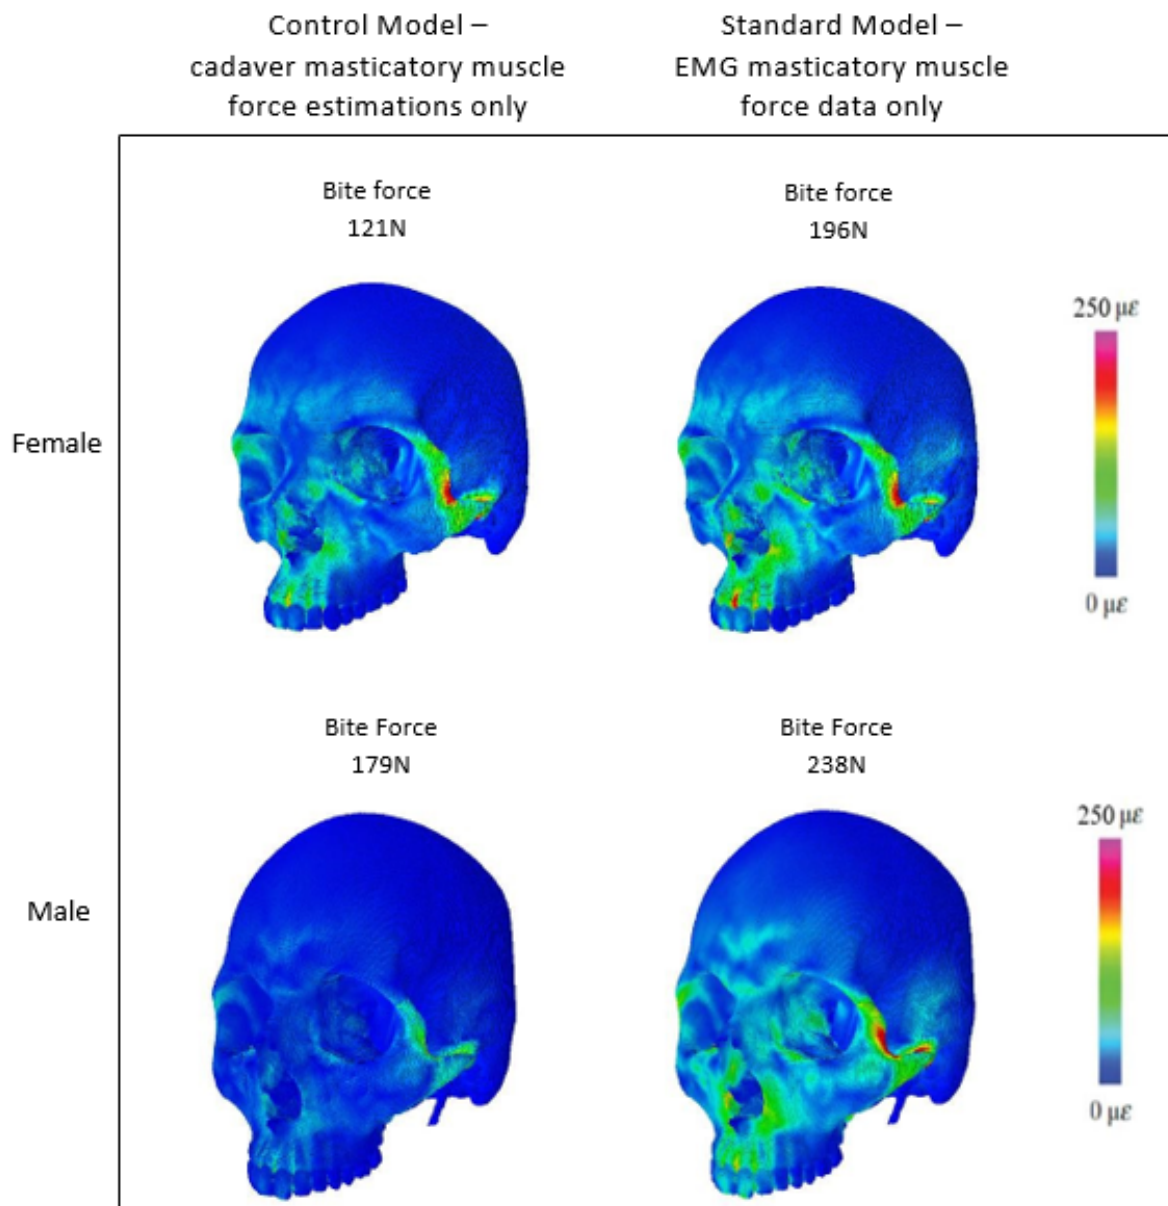 Control Model –
cadaver masticatory muscle
force estimations only
Standard Model –
EMG masticatory muscle
force data only
Bite force
121N
Bite force
196N
250 µε
Female
0 µε
Bite Force
179N
Bite Force
238N
250 µε
Male
0 µε